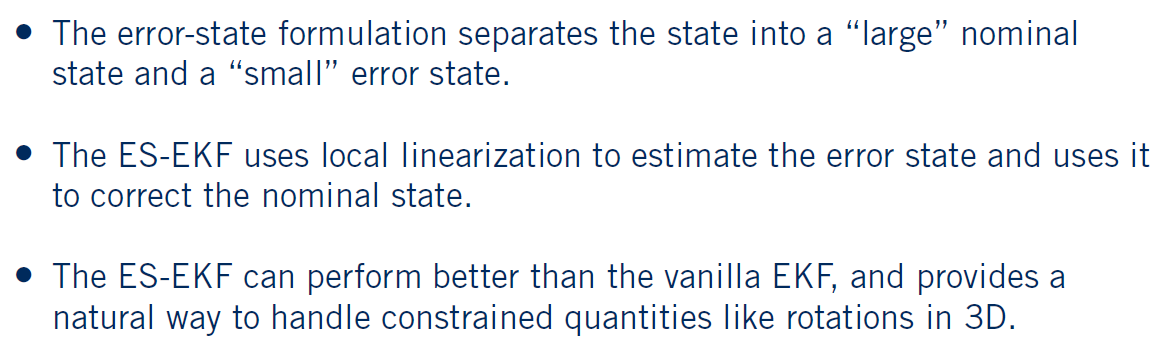 • The error-state formulation separates the state into a “large” nominal
state and a “small” error state.
• The ES-EKF uses local linearization to estimate the error state and uses it
to correct the nominal state.
• The ES-EKF can perform better than the vanilla EKF, and provides a
natural way to handle constrained quantities like rotations in 3D.